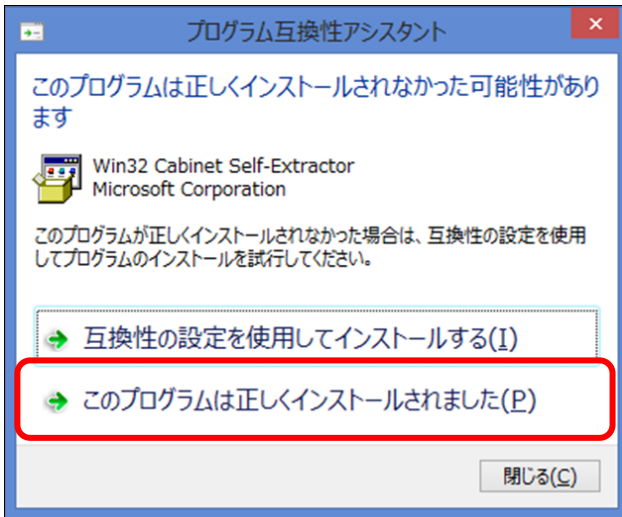 プログラム互換性アシスタント
このプログラムは正しくインストールされなかった可能性があり
ます
Win32 Cabinet Self-Extractor
Microsoft Corporation
このプログラムが正しくインストールされなかった場合は、互換性の設定を使用
してプログラムのインストールを試行してください。
互換性の設定を使用してインストールする(I)
このプログラムは正しくインストールされました(P)
閉じる(C)